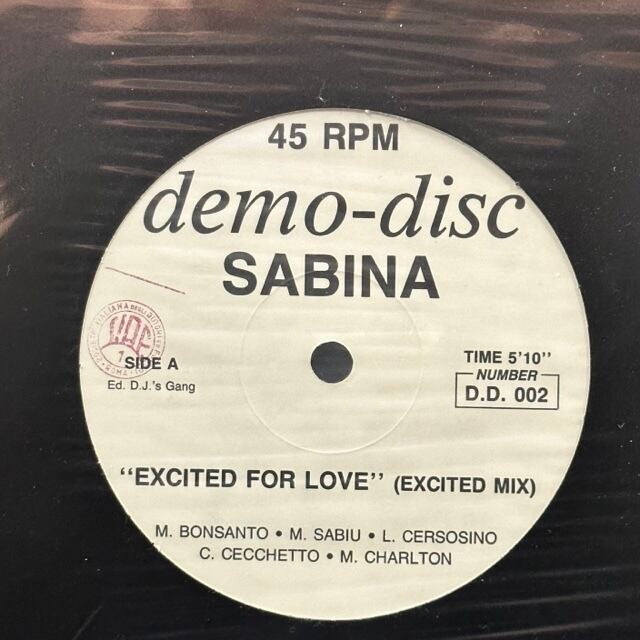 45 RPM
demo-disc
SABINA
SIDE A
Ed. D.J.'s Gang
TIME 5'10''
NUMBER
D.D. 002
"EXCITED FOR LOVE" (EXCITED MIX)
M. BONSANTO • M. SABIU • L. CERSOSINO
C. CECCHETTO • M. CHARLTON